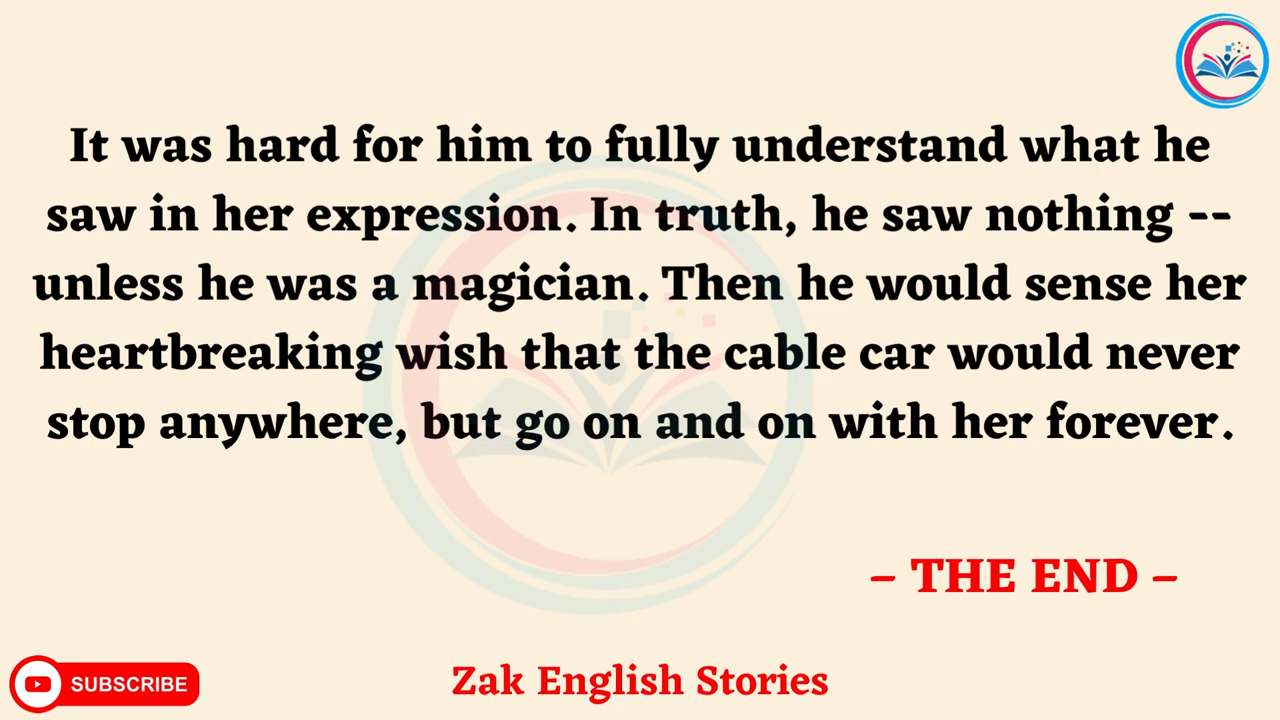 It was hard for him to fully understand what he
saw in her expression. In truth, he saw nothing --
unless he was a magician. Then he would sense her
heartbreaking wish that the cable car would never
stop anywhere, but go on and on with her forever.
– THE END –
SUBSCRIBE
Zak English Stories